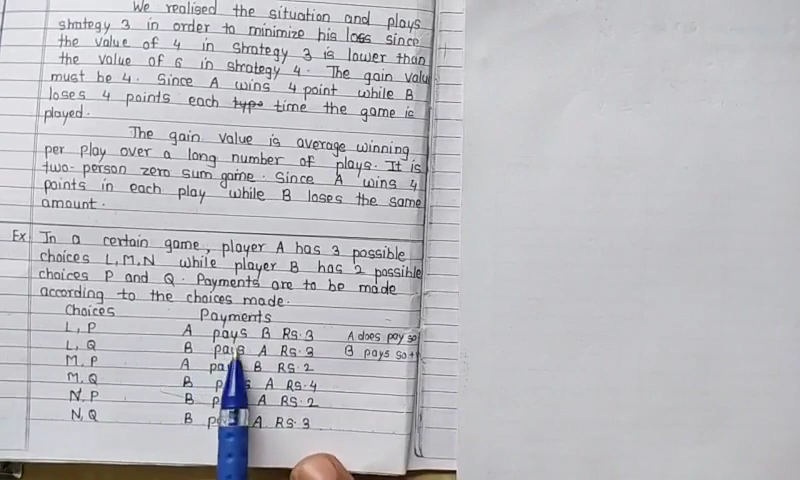 We realised the situation and plays
strategy 3 in order to minimize his loss since
the value of 4 in strategy 3 is lower than
the value of 6 in strategy 4. The gain valu
must be 4. Since A wins 4 point while B
loses 4 points each time the game is
played.
The gain value is average winning
per play over a long number of plays. It is
two-person zero sum game. Since A wins 4
points in each play while B loses the same
amount.
Ex. In a certain game, player A has 3 possible
choices L,M,N while player B has 2 possible
choices P and Q. Payments are to be made
according to the choices made.
Choices Payments
L,P A pays B RS.3 A does pay so
L,Q B pays A RS.3 B pays so +
M,P A pa B RS.2
M,Q B p s A RS.4
N,P B p A RS.2
N,Q B A RS.3